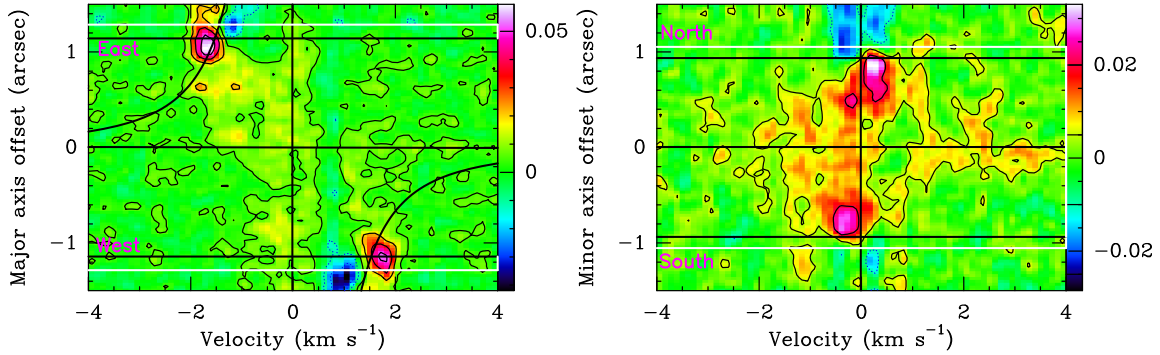 Major axis offset (arcsec)
1
0
−1
East
West
−4
−2
0
2
4
Velocity (km s⁻¹)
0.05
0
Minor axis offset (arcsec)
1
0
−1
North
South
−4
−2
0
2
4
Velocity (km s⁻¹)
0.02
0
−0.02